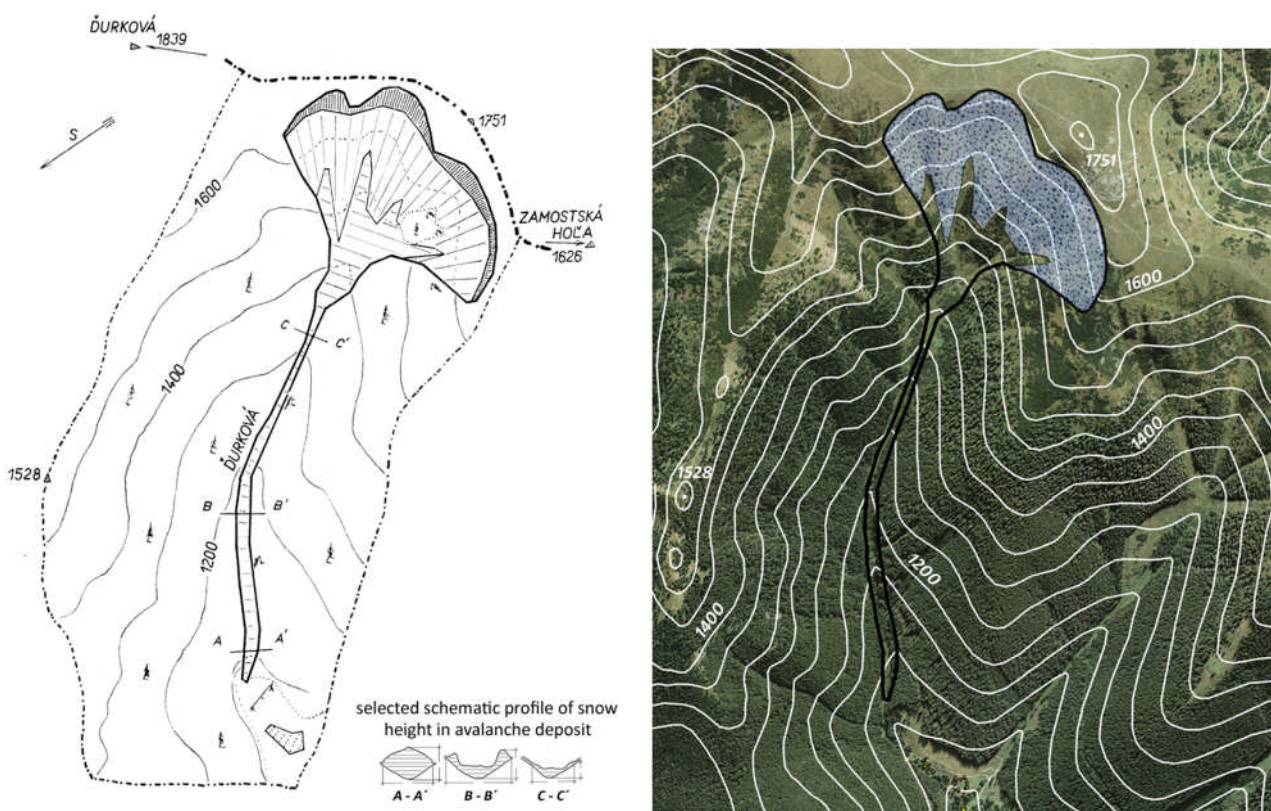 ĎURKOVÁ
1839
S
1751
1600
ZAMOSTSKÁ
HOĽA
1626
C C'
1400
ĎURKOVÁ
1528
B B'
1200
A A'
selected schematic profile of snow
height in avalanche deposit
A - A' B - B' C - C'
1751
1600
1400
1528
1200
1400